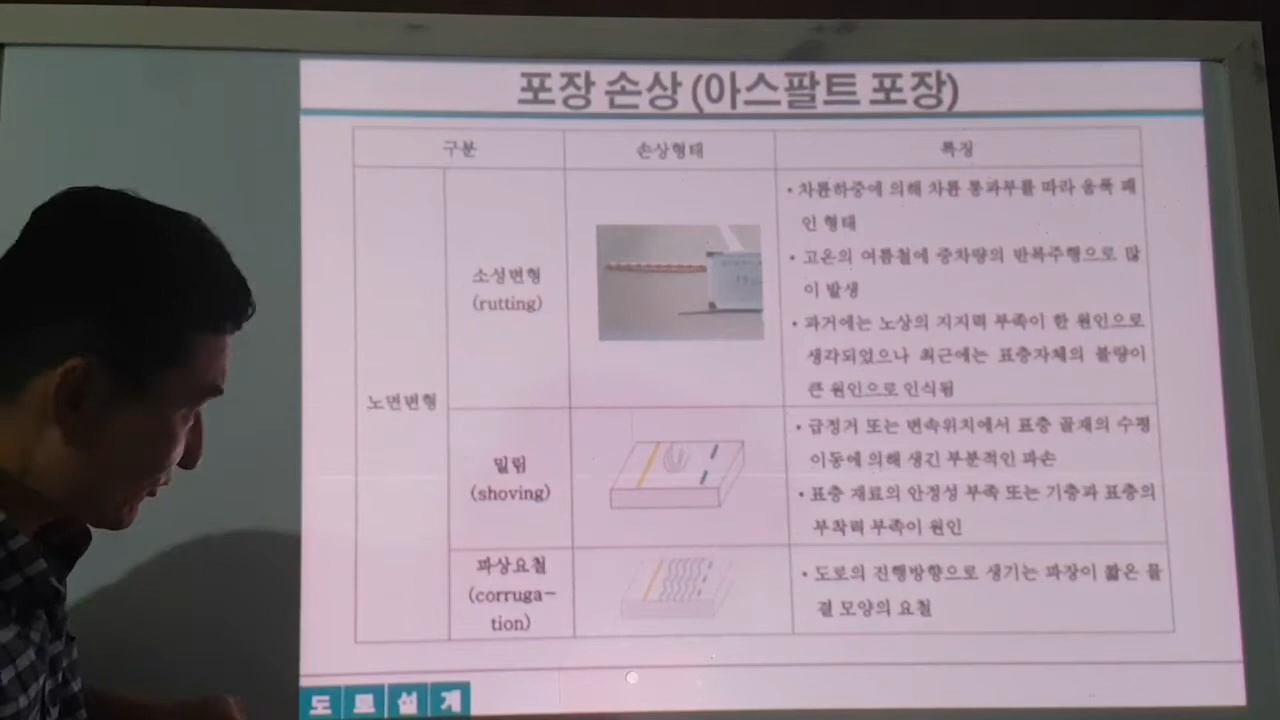 포장 손상 (아스팔트 포장)
구분
손상형태
특징
노면변형
소성변형
(rutting)
• 차륜하중에 의해 차륜 통과부를 따라 움푹 패
인 형태
• 고온의 여름철에 중차량의 반복주행으로 많
이 발생
• 과거에는 노상의 지지력 부족이 한 원인으로
생각되었으나 최근에는 표층자체의 불량이
큰 원인으로 인식됨
밀림
(shoving)
• 급정거 또는 변속위치에서 표층 골재의 수평
이동에 의해 생긴 부분적인 파손
• 표층 재료의 안정성 부족 또는 기층과 표층의
부착력 부족이 원인
파상요철
(corruga-
tion)
• 도로의 진행방향으로 생기는 파장이 짧은 물
결 모양의 요철
도로설계